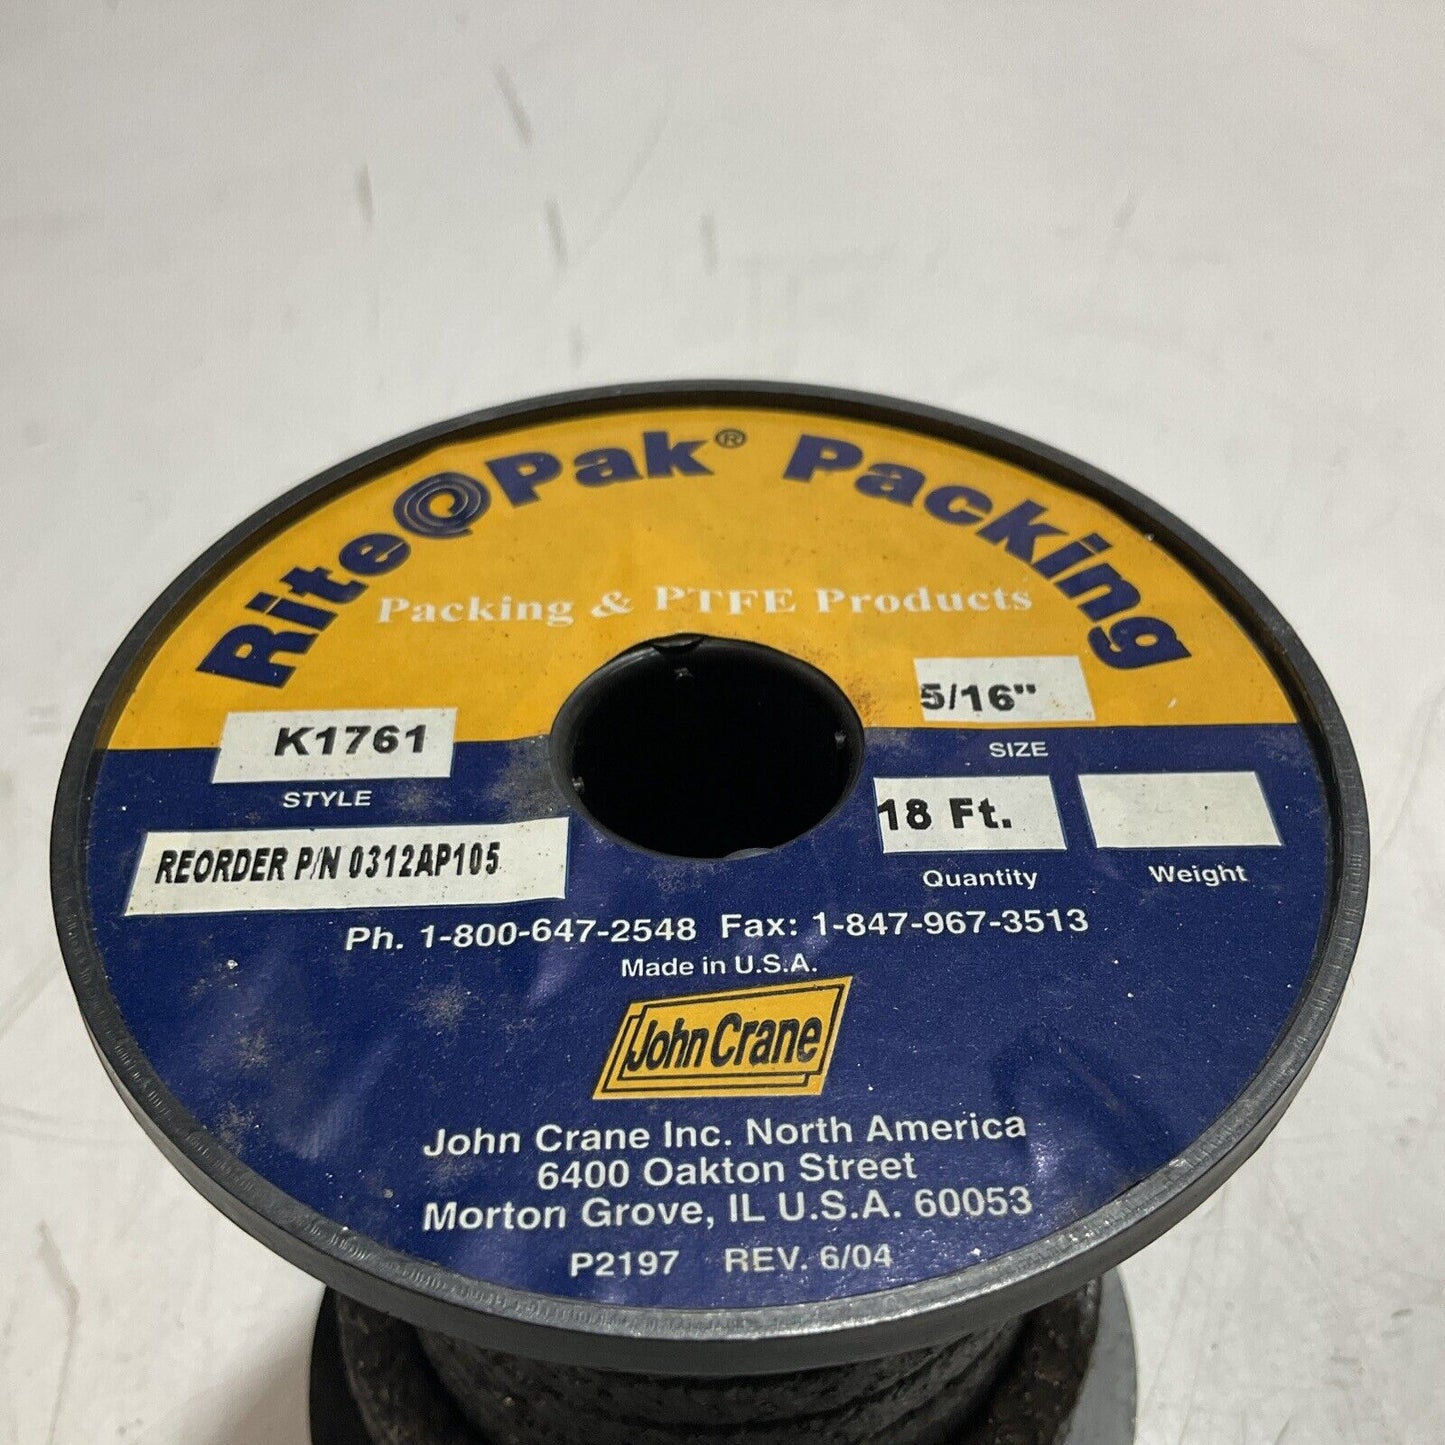 Rite Pak® Packing
Packing & PTFE Products
K1761
STYLE
5/16"
SIZE
REORDER P/N 0312AP105
18 Ft.
Quantity
Weight
Ph. 1-800-647-2548 Fax: 1-847-967-3513
Made in U.S.A.
John Crane
John Crane Inc. North America
6400 Oakton Street
Morton Grove, IL U.S.A. 60053
P2197 REV. 6/04